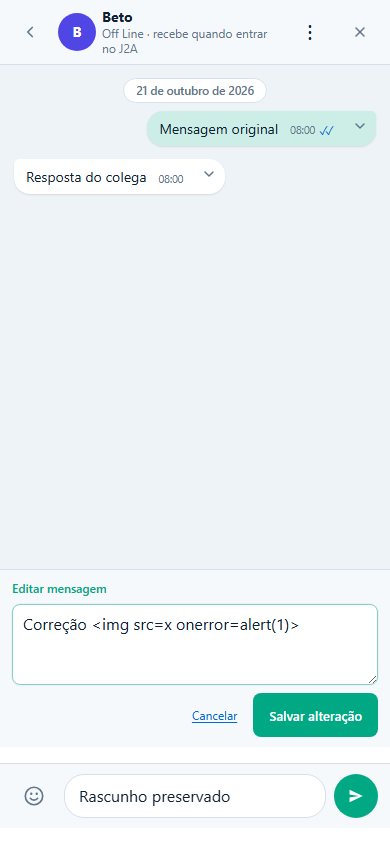 B
Beto
Off Line · recebe quando entrar
no J2A
21 de outubro de 2026
Mensagem original 08:00
Resposta do colega 08:00
Editar mensagem
Correção <img src=x onerror=alert(1)>
Cancelar
Salvar alteração
Rascunho preservado